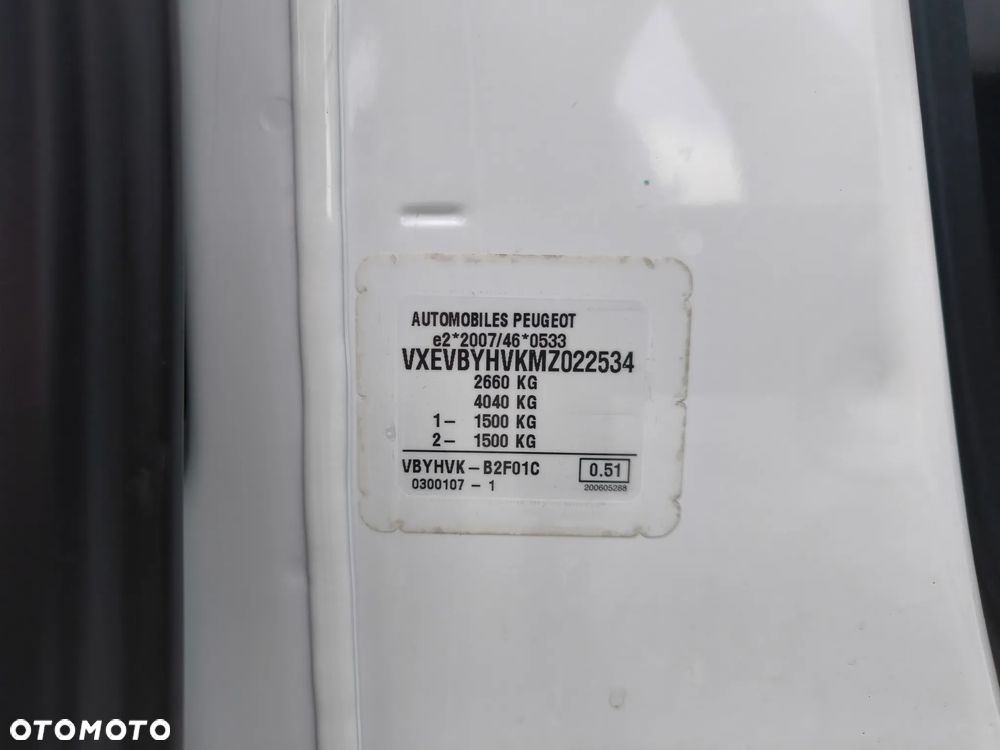 AUTOMOBILES PEUGEOT
e2*2007/46*0533
VXEVBYHVKMZ022534
2660 KG
4040 KG
1- 1500 KG
2- 1500 KG
VBYHVK-B2F01C 0.51
0300107 - 1 200605288
OTOMOTO